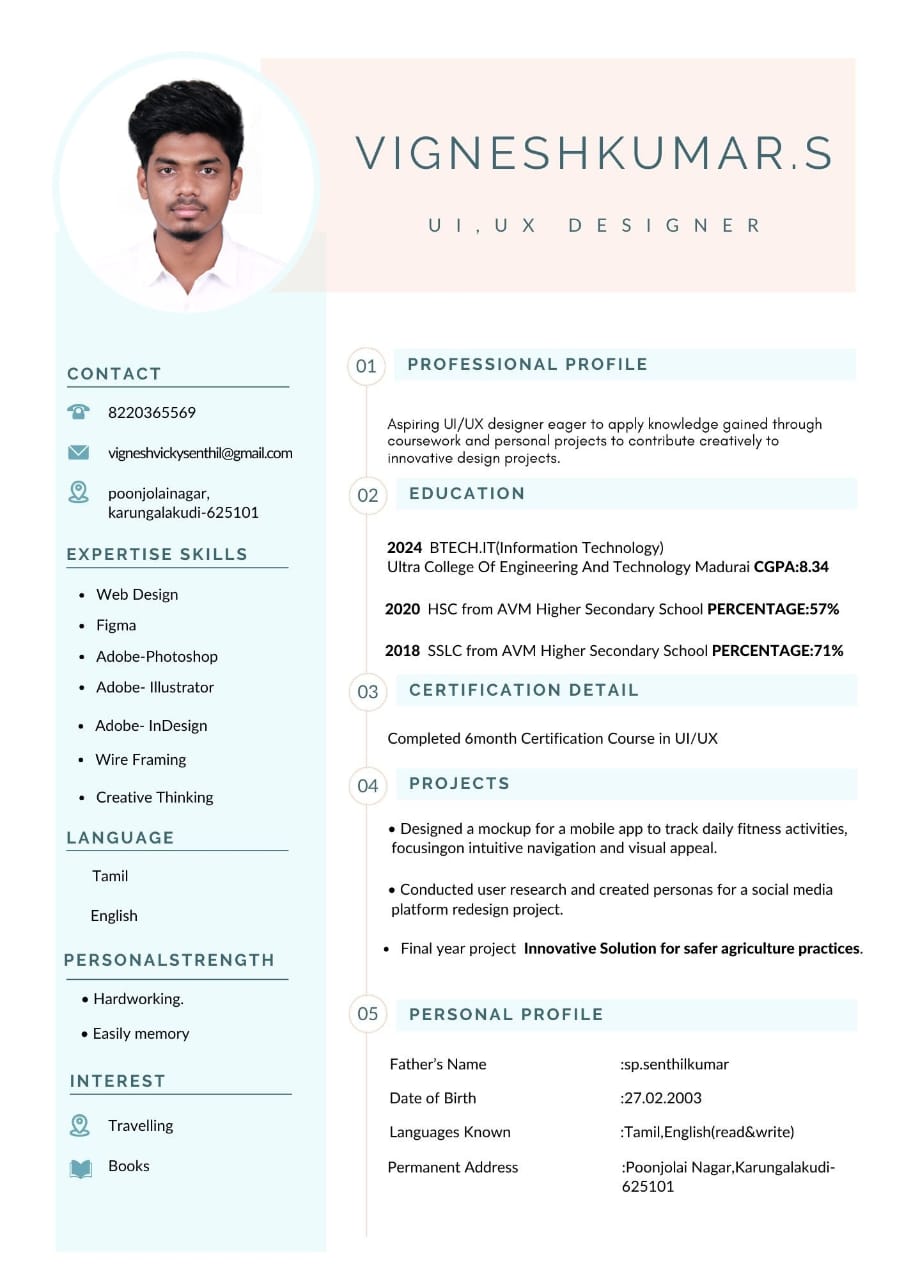 VIGNESHKUMAR.S
UI,UX DESIGNER
CONTACT
8220365569
vigneshvickysenthil@gmail.com
poonjolainagar,
karungalakudi-625101
EXPERTISE SKILLS
• Web Design
• Figma
• Adobe-Photoshop
• Adobe- Illustrator
• Adobe- InDesign
• Wire Framing
• Creative Thinking
LANGUAGE
Tamil
English
PERSONALSTRENGTH
• Hardworking.
• Easily memory
INTEREST
Travelling
Books
01 PROFESSIONAL PROFILE
Aspiring UI/UX designer eager to apply knowledge gained through
coursework and personal projects to contribute creatively to
innovative design projects.
02 EDUCATION
2024 BTECH.IT(Information Technology)
Ultra College Of Engineering And Technology Madurai CGPA:8.34
2020 HSC from AVM Higher Secondary School PERCENTAGE:57%
2018 SSLC from AVM Higher Secondary School PERCENTAGE:71%
03 CERTIFICATION DETAIL
Completed 6month Certification Course in UI/UX
04 PROJECTS
• Designed a mockup for a mobile app to track daily fitness activities,
focusingon intuitive navigation and visual appeal.
• Conducted user research and created personas for a social media
platform redesign project.
• Final year project Innovative Solution for safer agriculture practices.
05 PERSONAL PROFILE
Father's Name :sp.senthilkumar
Date of Birth :27.02.2003
Languages Known :Tamil,English(read&write)
Permanent Address :Poonjolai Nagar,Karungalakudi-
625101